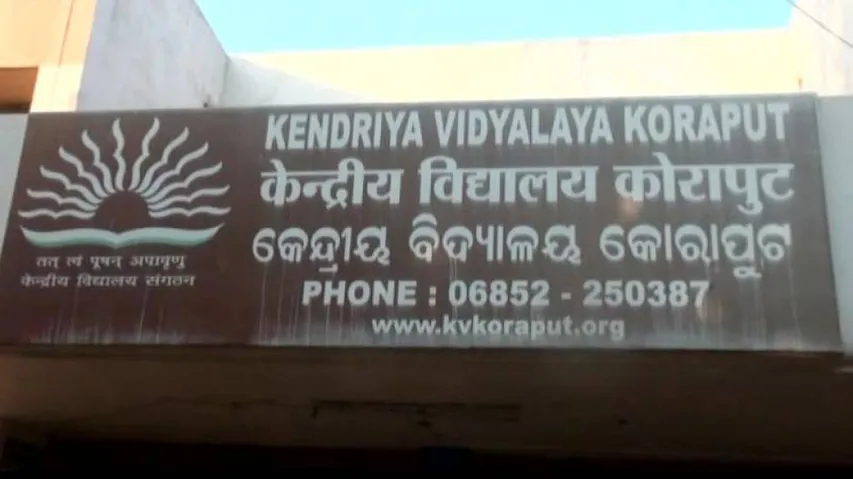 KENDRIYA VIDYALAYA KORAPUT
केन्द्रीय विद्यालय कोरापुट
କେନ୍ଦ୍ରୀୟ ବିଦ୍ୟାଳୟ କୋରାପୁଟ
PHONE : 06852 - 250387
www.kvkoraput.org
तत् त्वं पूषन् अपावृणु
केन्द्रीय विद्यालय संगठन